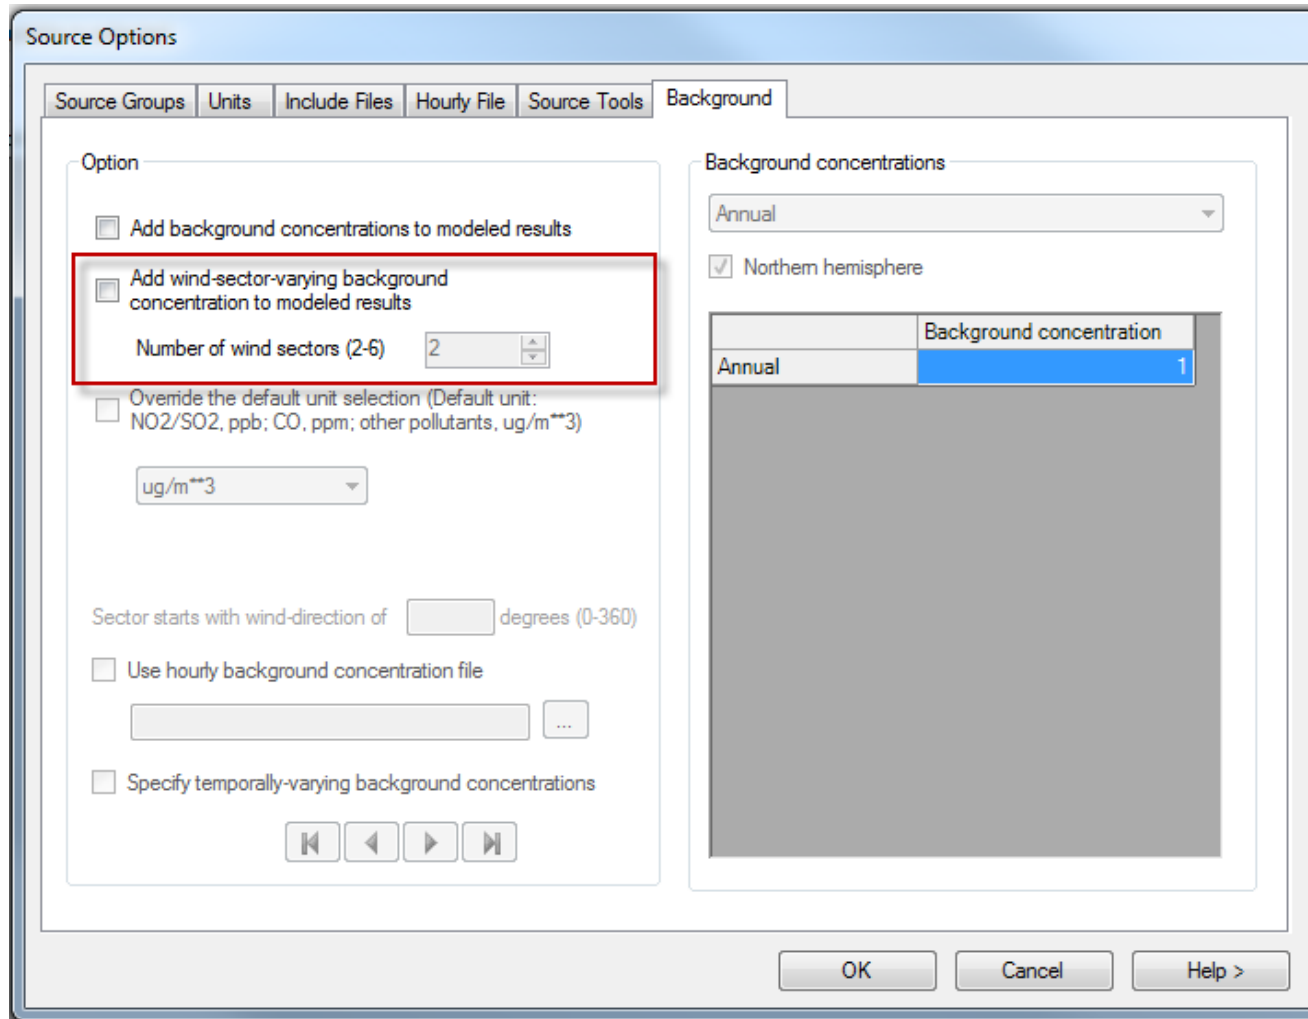 Source Options
Source Groups
Units
Include Files
Hourly File
Source Tools
Background
Option
Add background concentrations to modeled results
Add wind-sector-varying background
concentration to modeled results
Number of wind sectors (2-6)
2
Override the default unit selection (Default unit:
NO2/SO2, ppb; CO, ppm; other pollutants, ug/m**3)
ug/m**3
Sector starts with wind-direction of
degrees (0-360)
Use hourly background concentration file
...
Specify temporally-varying background concentrations
Background concentrations
Annual
Northern hemisphere
Background concentration
Annual
1
OK
Cancel
Help >